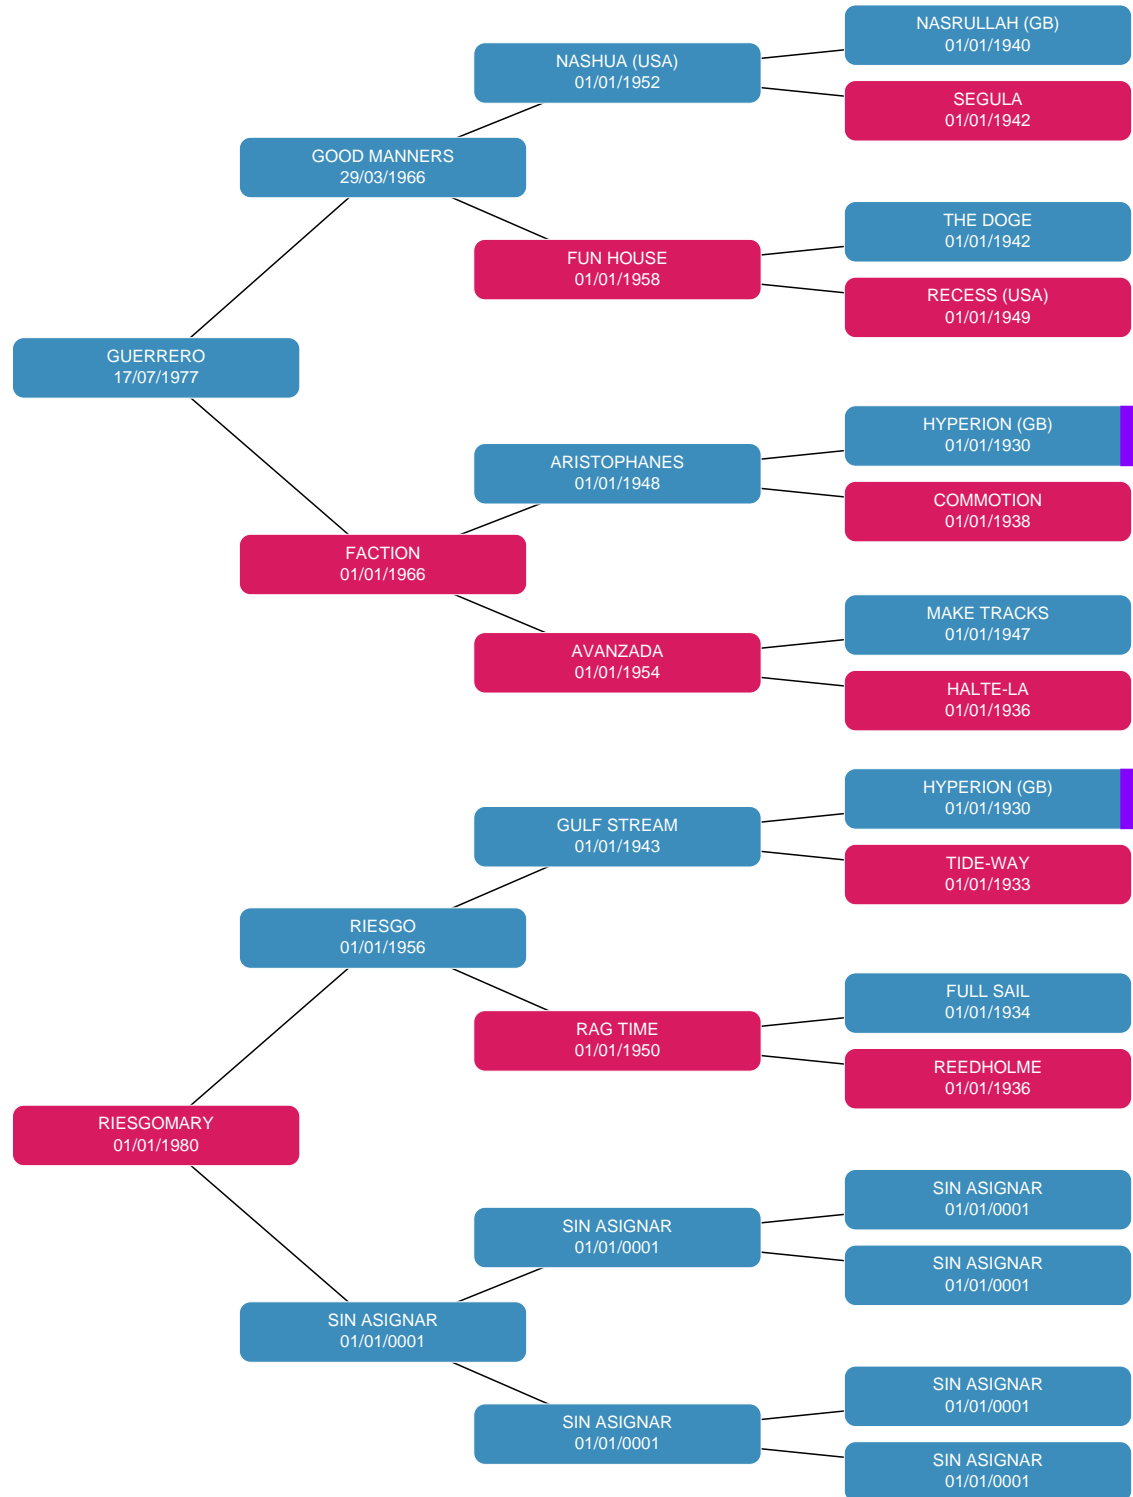 NASRULLAH (GB)
01/01/1940
NASHUA (USA)
01/01/1952
SEGULA
01/01/1942
GOOD MANNERS
29/03/1966
THE DOGE
01/01/1942
FUN HOUSE
01/01/1958
RECESS (USA)
01/01/1949
GUERRERO
17/07/1977
HYPERION (GB)
01/01/1930
ARISTOPHANES
01/01/1948
COMMOTION
01/01/1938
FACTION
01/01/1966
MAKE TRACKS
01/01/1947
AVANZADA
01/01/1954
HALTE-LA
01/01/1936
HYPERION (GB)
01/01/1930
GULF STREAM
01/01/1943
TIDE-WAY
01/01/1933
RIESGO
01/01/1956
FULL SAIL
01/01/1934
RAG TIME
01/01/1950
REEDHOLME
01/01/1936
RIESGOMARY
01/01/1980
SIN ASIGNAR
01/01/0001
SIN ASIGNAR
01/01/0001
SIN ASIGNAR
01/01/0001
SIN ASIGNAR
01/01/0001
SIN ASIGNAR
01/01/0001
SIN ASIGNAR
01/01/0001
SIN ASIGNAR
01/01/0001